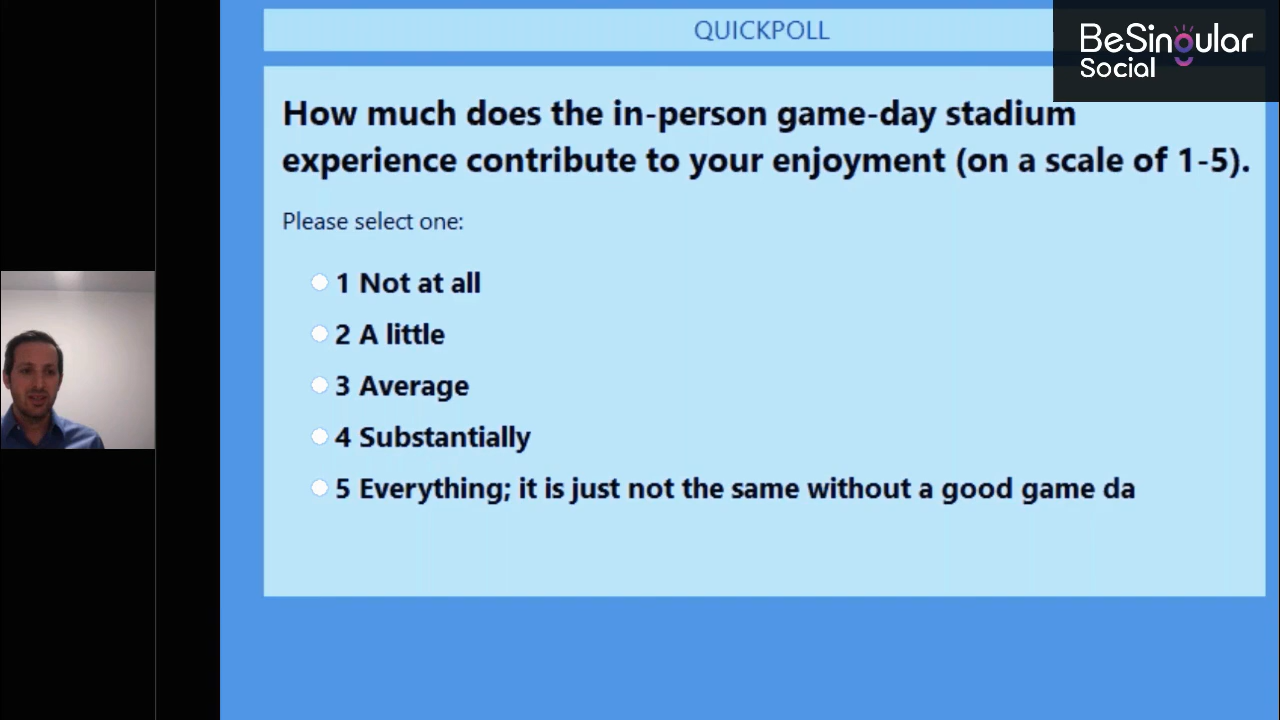 QUICKPOLL
BeSingular
Social
How much does the in-person game-day stadium
experience contribute to your enjoyment (on a scale of 1-5).
Please select one:
1 Not at all
2 A little
3 Average
4 Substantially
5 Everything; it is just not the same without a good game da